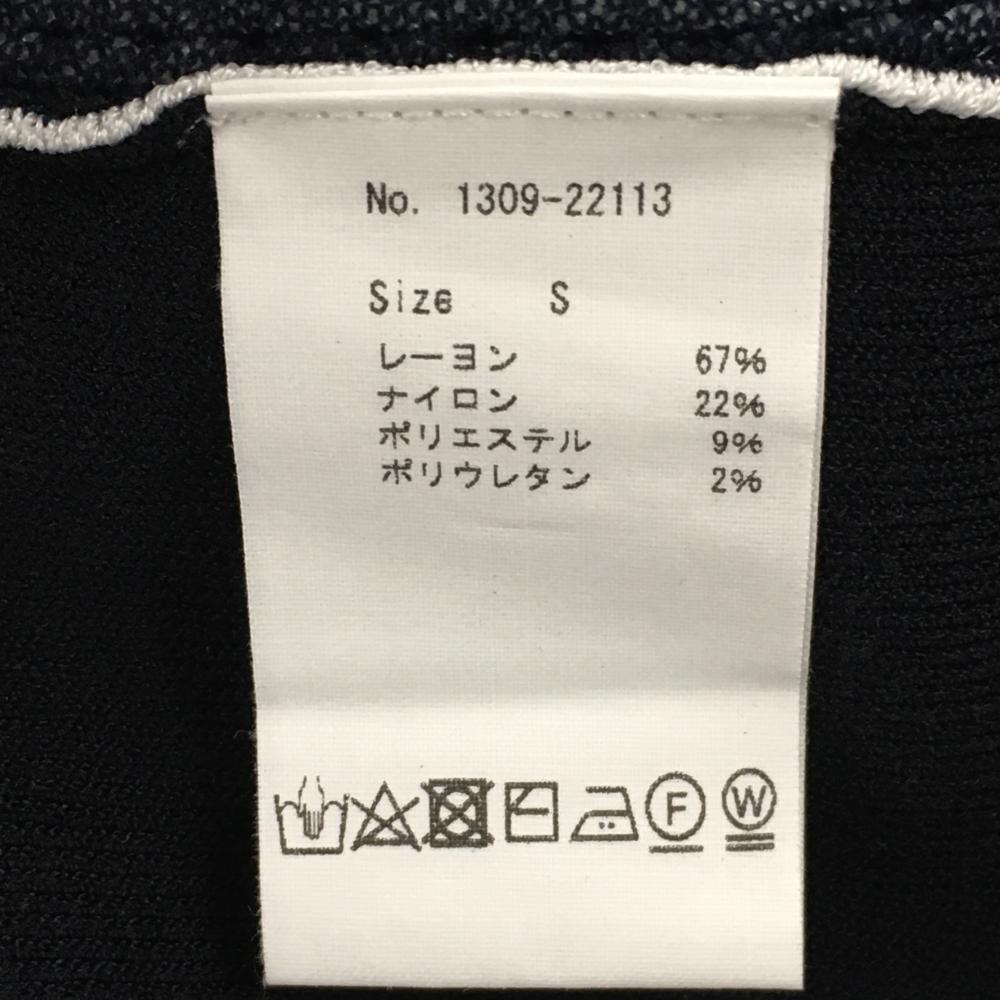 No. 1309-22113
Size S
レーヨン 67%
ナイロン 22%
ポリエステル 9%
ポリウレタン 2%
F W